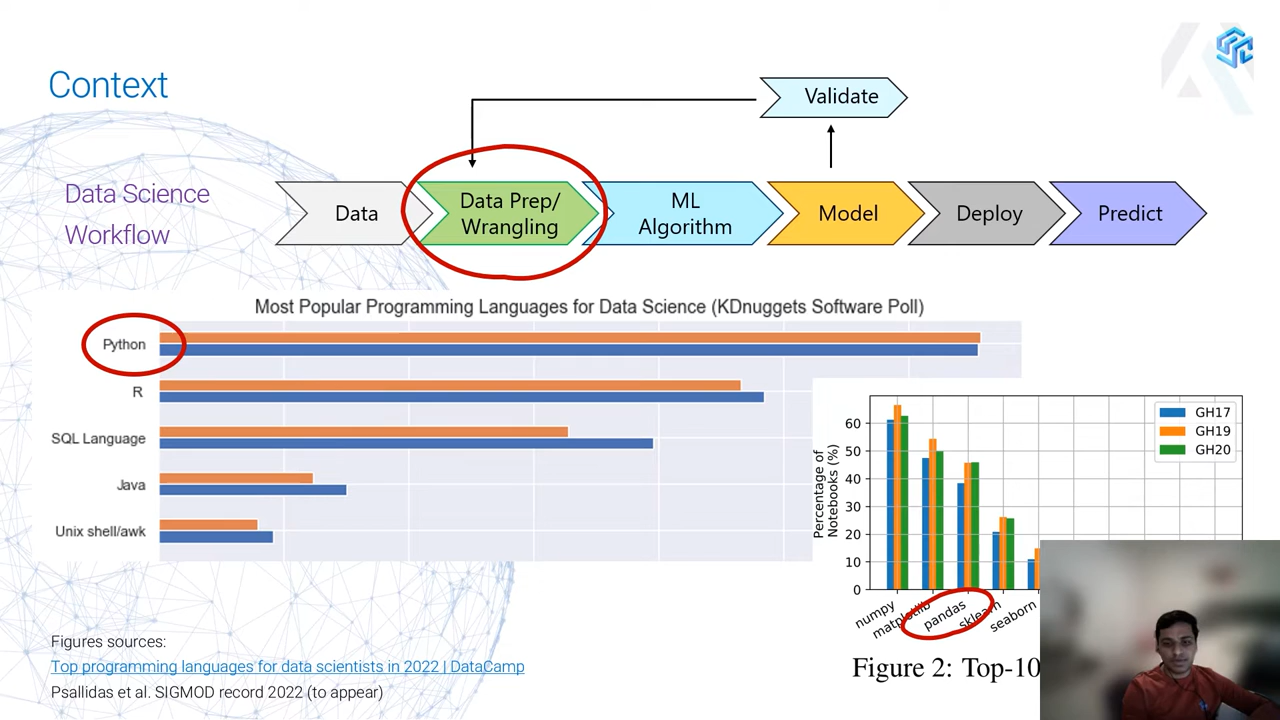 Context
Validate
Data Science
Workflow
Data
Data Prep/
Wrangling
ML
Algorithm
Model
Deploy
Predict
Most Popular Programming Languages for Data Science (KDnuggets Software Poll)
Python
R
SQL Language
Java
Unix shell/awk
Percentage of
Notebooks (%)
60
50
40
30
20
10
0
GH17
GH19
GH20
numpy
matplotlib
pandas
sklearn
seaborn
Figure 2: Top-10
Figures sources:
Top programming languages for data scientists in 2022 | DataCamp
Psallidas et al. SIGMOD record 2022 (to appear)